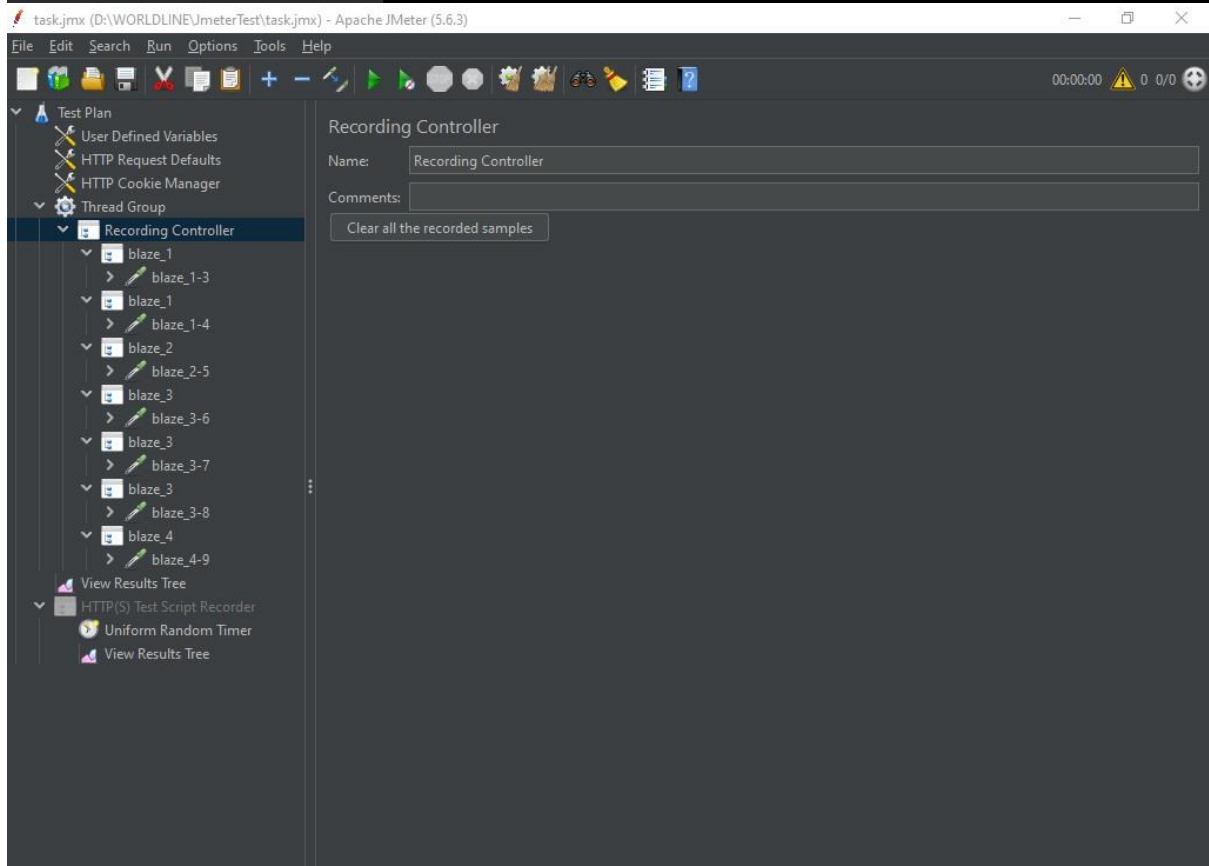 task.jmx (D:\WORLDLINE\JmeterTest\task.jmx) - Apache JMeter (5.6.3)
File Edit Search Run Options Tools Help
00:00:00 0 0/0
Test Plan
User Defined Variables
HTTP Request Defaults
HTTP Cookie Manager
Thread Group
Recording Controller
blaze_1
blaze_1-3
blaze_1
blaze_1-4
blaze_2
blaze_2-5
blaze_3
blaze_3-6
blaze_3
blaze_3-7
blaze_3
blaze_3-8
blaze_4
blaze_4-9
View Results Tree
HTTP(S) Test Script Recorder
Uniform Random Timer
View Results Tree
Recording Controller
Name: Recording Controller
Comments:
Clear all the recorded samples